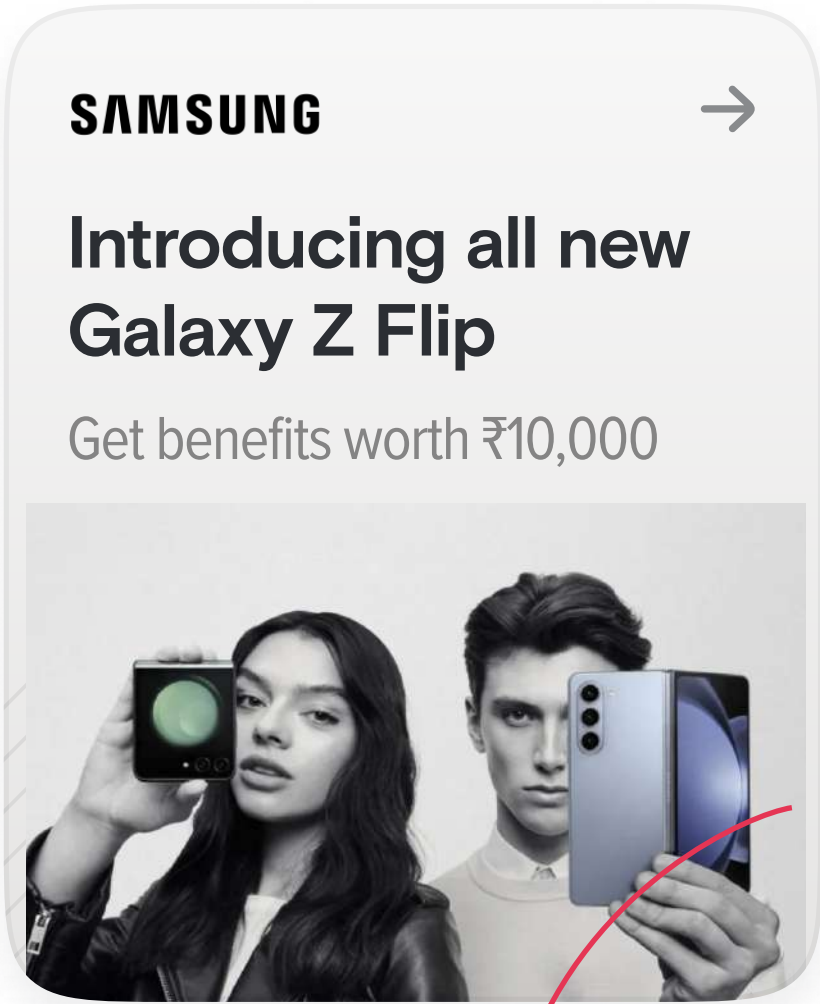 SAMSUNG
Introducing all new
Galaxy Z Flip
Get benefits worth ₹10,000